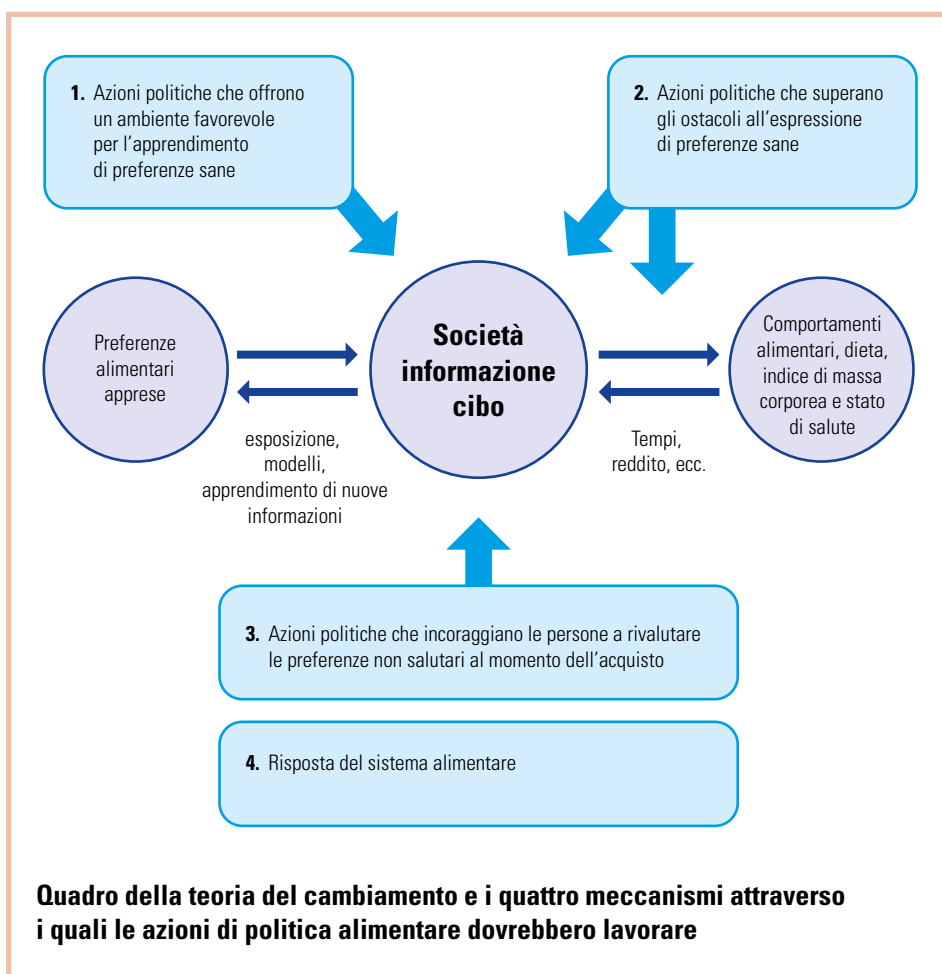 1. Azioni politiche che offrono
un ambiente favorevole
per l'apprendimento
di preferenze sane
2. Azioni politiche che superano
gli ostacoli all'espressione
di preferenze sane
Preferenze
alimentari
apprese
Società
informazione
cibo
Comportamenti
alimentari, dieta,
indice di massa
corporea e stato
di salute
esposizione,
modelli,
apprendimento di nuove
informazioni
Tempi,
reddito, ecc.
3. Azioni politiche che incoraggiano le persone a rivalutare
le preferenze non salutari al momento dell'acquisto
4. Risposta del sistema alimentare
Quadro della teoria del cambiamento e i quattro meccanismi attraverso
i quali le azioni di politica alimentare dovrebbero lavorare